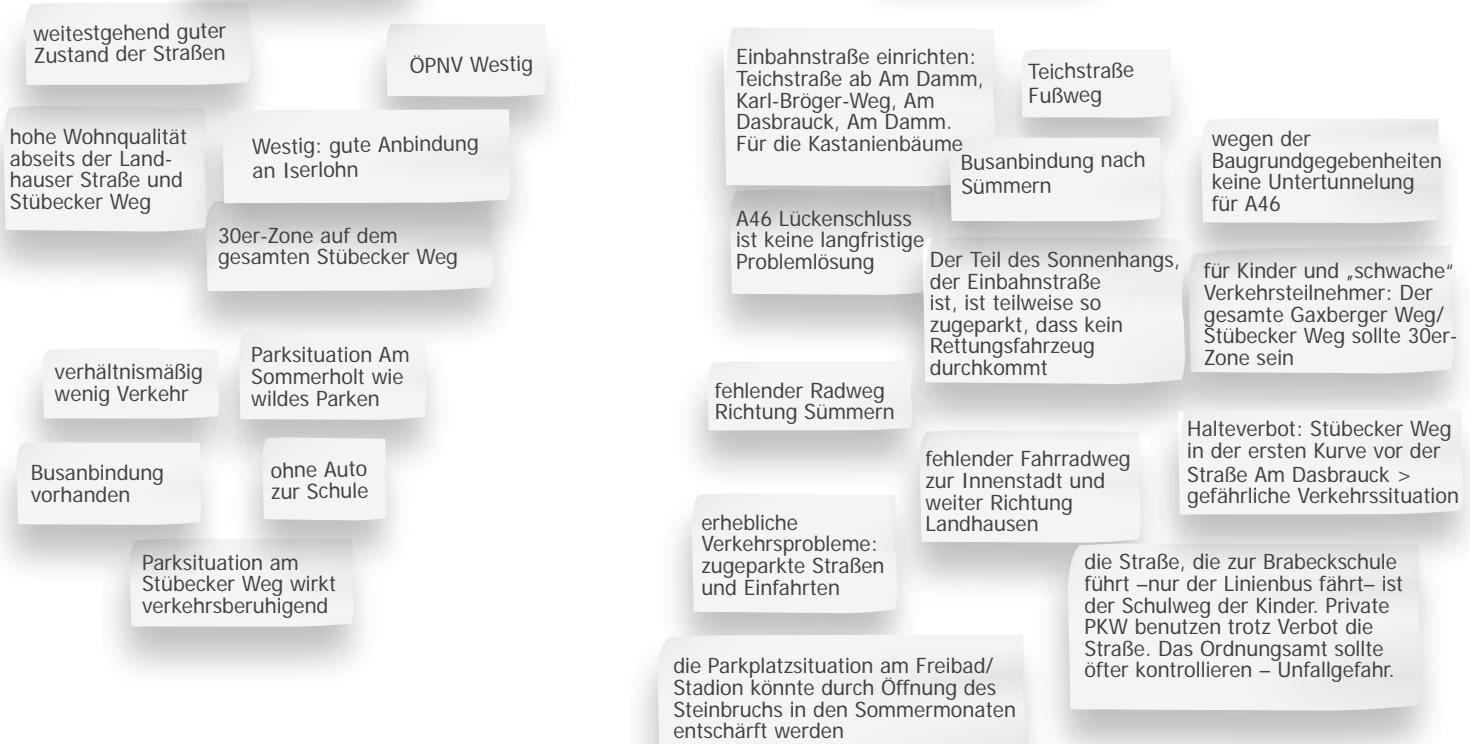 weitestgehend guter
Zustand der Straßen
ÖPNV Westig
hohe Wohnqualität
abseits der Land-
hauser Straße und
Stübecker Weg
Westig: gute Anbindung
an Iserlohn
30er-Zone auf dem
gesamten Stübecker Weg
verhältnismäßig
wenig Verkehr
Parksituation Am
Sommerholt wie
wildes Parken
Busanbindung
vorhanden
ohne Auto
zur Schule
Parksituation am
Stübecker Weg wirkt
verkehrsberuhigend
Einbahnstraße einrichten:
Teichstraße ab Am Damm,
Karl-Bröger-Weg, Am
Dasbrauck, Am Damm.
Für die Kastanienbäume
Teichstraße
Fußweg
Busanbindung nach
Sümmern
wegen der
Baugrundgegebenheiten
keine Untertunnelung
für A46
A46 Lückenschluss
ist keine langfristige
Problemlösung
Der Teil des Sonnenhangs,
der Einbahnstraße
ist, ist teilweise so
zugeparkt, dass kein
Rettungsfahrzeug
durchkommt
für Kinder und „schwache“
Verkehrsteilnehmer: Der
gesamte Gaxberger Weg/
Stübecker Weg sollte 30er-
Zone sein
fehlender Radweg
Richtung Sümmern
fehlender Fahrradweg
zur Innenstadt und
weiter Richtung
Landhausen
Halteverbot: Stübecker Weg
in der ersten Kurve vor der
Straße Am Dasbrauck >
gefährliche Verkehrssituation
erhebliche
Verkehrsprobleme:
zugeparkte Straßen
und Einfahrten
die Straße, die zur Brabeckschule
führt –nur der Linienbus fährt– ist
der Schulweg der Kinder. Private
PKW benutzen trotz Verbot die
Straße. Das Ordnungsamt sollte
öfter kontrollieren – Unfallgefahr.
die Parkplatzsituation am Freibad/
Stadion könnte durch Öffnung des
Steinbruchs in den Sommermonaten
entschärft werden